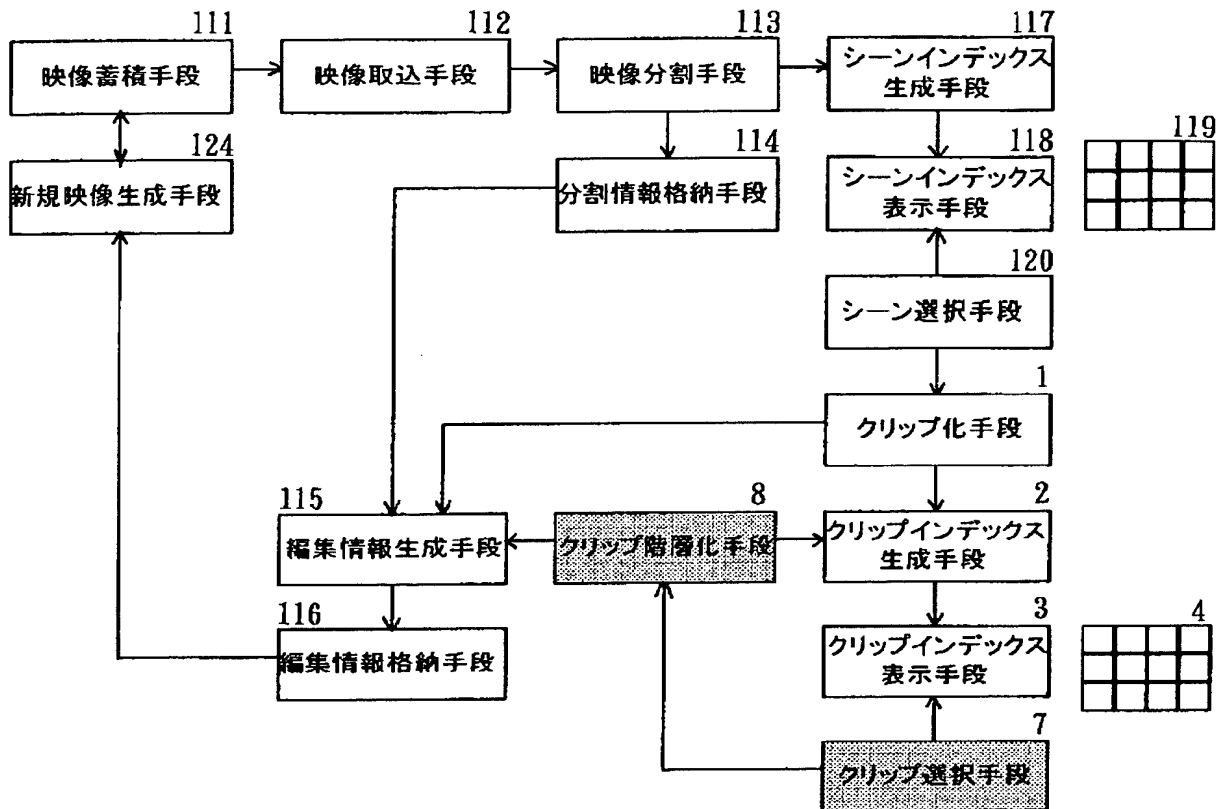 111
映像蓄積手段
112
映像取込手段
113
映像分割手段
117
シーンインデックス
生成手段
124
新規映像生成手段
114
分割情報格納手段
118
シーンインデックス
表示手段
119
120
シーン選択手段
1
クリップ化手段
115
編集情報生成手段
8
クリップ階層化手段
2
クリップインデックス
生成手段
116
編集情報格納手段
3
クリップインデックス
表示手段
4
7
クリップ選択手段